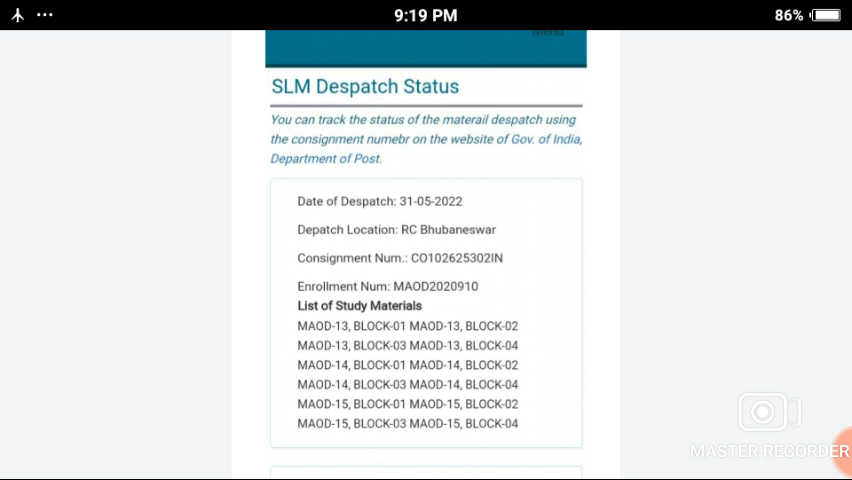 9:19 PM
86%
Menu
SLM Despatch Status
You can track the status of the materail despatch using
the consignment numebr on the website of Gov. of India,
Department of Post.
Date of Despatch: 31-05-2022
Depatch Location: RC Bhubaneswar
Consignment Num.: CO102625302IN
Enrollment Num: MAOD2020910
List of Study Materials
MAOD-13, BLOCK-01 MAOD-13, BLOCK-02
MAOD-13, BLOCK-03 MAOD-13, BLOCK-04
MAOD-14, BLOCK-01 MAOD-14, BLOCK-02
MAOD-14, BLOCK-03 MAOD-14, BLOCK-04
MAOD-15, BLOCK-01 MAOD-15, BLOCK-02
MAOD-15, BLOCK-03 MAOD-15, BLOCK-04
MASTER RECORDER